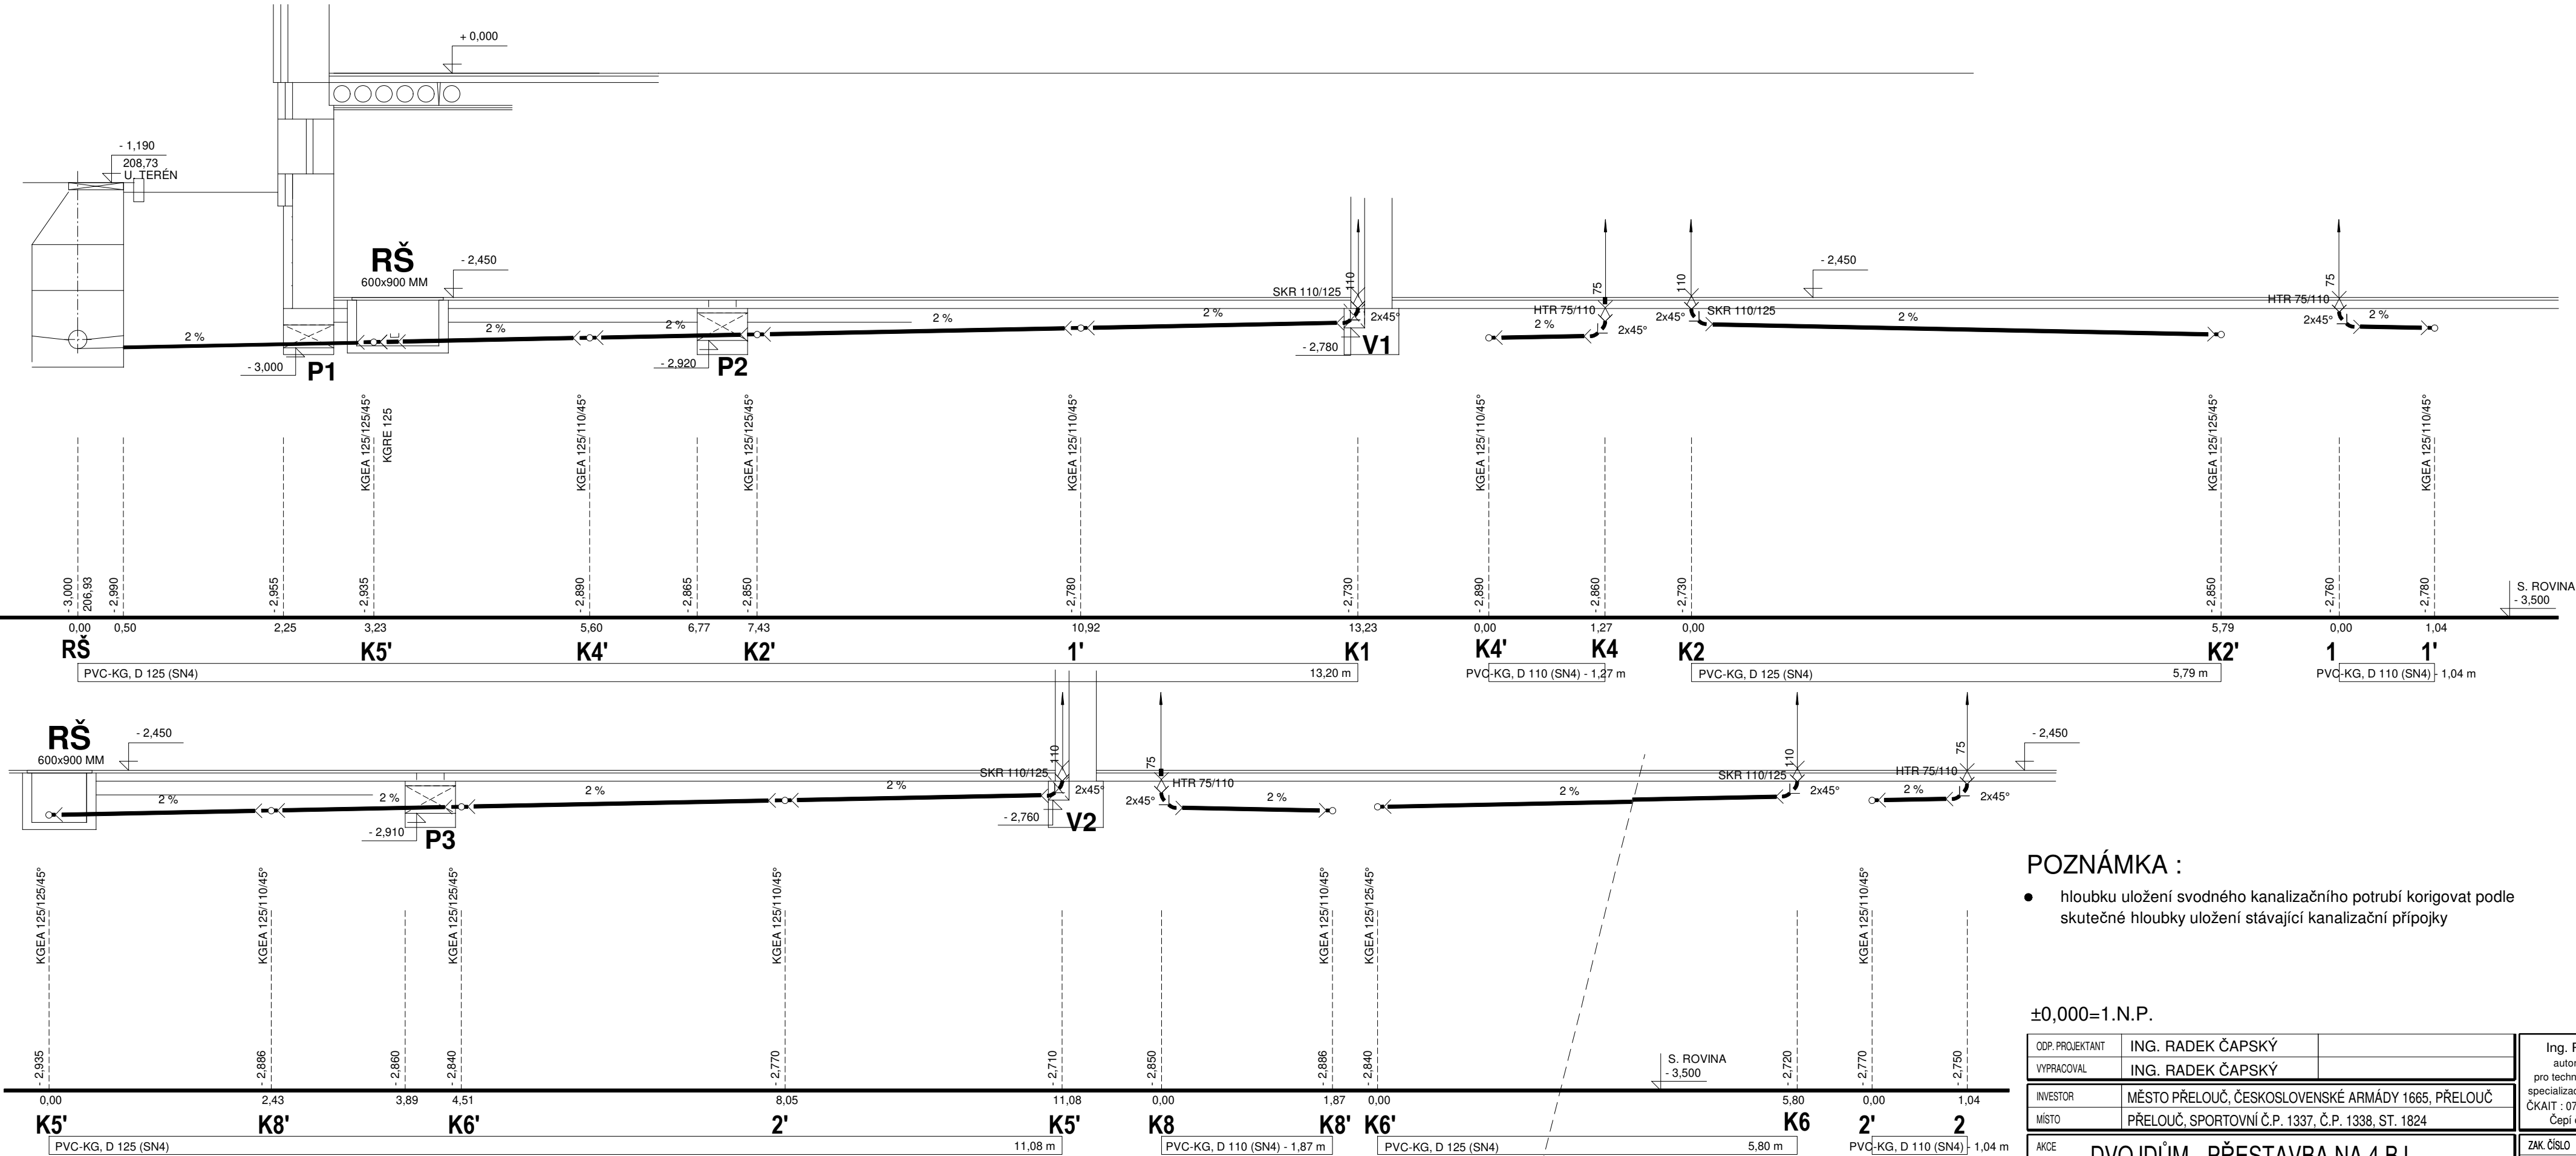 + 0,000
- 1,190
208,73
U. TERÉN
RŠ
600x900 MM
- 2,450
2 %
2 %
2 %
2 %
2 %
- 3,000
P1
- 2,920
P2
SKR 110/125
110
2x45°
- 2,780
V1
75
HTR 75/110
2 %
2x45°
110
2x45°
SKR 110/125
- 2,450
2 %
75
HTR 75/110
2x45°
2 %
KGEA 125/125/45°
KGRE 125
KGEA 125/110/45°
KGEA 125/125/45°
KGEA 125/110/45°
KGEA 125/110/45°
KGEA 125/125/45°
KGEA 125/110/45°
- 3,000
206,93
- 2,990
- 2,955
- 2,935
- 2,890
- 2,865
- 2,850
- 2,780
- 2,730
- 2,890
- 2,860
- 2,730
- 2,850
- 2,760
- 2,780
S. ROVINA
- 3,500
0,00 0,50 2,25 3,23 5,60 6,77 7,43 10,92 13,23 0,00 1,27 0,00 5,79 0,00 1,04
RŠ K5' K4' K2' 1' K1 K4' K4 K2 K2' 1 1'
PVC-KG, D 125 (SN4) 13,20 m
PVC-KG, D 110 (SN4) - 1,27 m
PVC-KG, D 125 (SN4) 5,79 m
PVC-KG, D 110 (SN4) - 1,04 m
RŠ
600x900 MM
- 2,450
2 %
2 %
2 %
2 %
- 2,910
P3
SKR 110/125
110
2x45°
- 2,760
V2
75
HTR 75/110
2x45°
2 %
2 %
SKR 110/125
110
2x45°
HTR 75/110
75
2 %
2x45°
- 2,450
KGEA 125/125/45°
KGEA 125/110/45°
KGEA 125/125/45°
KGEA 125/110/45°
KGEA 125/110/45°
KGEA 125/125/45°
KGEA 125/110/45°
- 2,935
- 2,886
- 2,860
- 2,840
- 2,770
- 2,710
- 2,850
- 2,886
- 2,840
S. ROVINA
- 3,500
- 2,720
- 2,770
- 2,750
0,00 2,43 3,89 4,51 8,05 11,08 0,00 1,87 0,00 5,80 0,00 1,04
K5' K8' K6' 2' K5' K8 K8' K6' K6 2' 2
PVC-KG, D 125 (SN4) 11,08 m
PVC-KG, D 110 (SN4) - 1,87 m
PVC-KG, D 125 (SN4) 5,80 m
PVC-KG, D 110 (SN4) - 1,04 m
POZNÁMKA :
● hloubku uložení svodného kanalizačního potrubí korigovat podle
skutečné hloubky uložení stávající kanalizační přípojky
±0,000=1.N.P.
ODP. PROJEKTANT ING. RADEK ČAPSKÝ
VYPRACOVAL ING. RADEK ČAPSKÝ
INVESTOR MĚSTO PŘELOUČ, ČESKOSLOVENSKÉ ARMÁDY 1665, PŘELOUČ
MÍSTO PŘELOUČ, SPORTOVNÍ Č.P. 1337, Č.P. 1338, ST. 1824
AKCE DVOJDŮM - PŘESTAVBA NA 4 B.J.
Ing.
pro techn
ČKAIT : 07
Čepí
ZAK. ČÍSLO